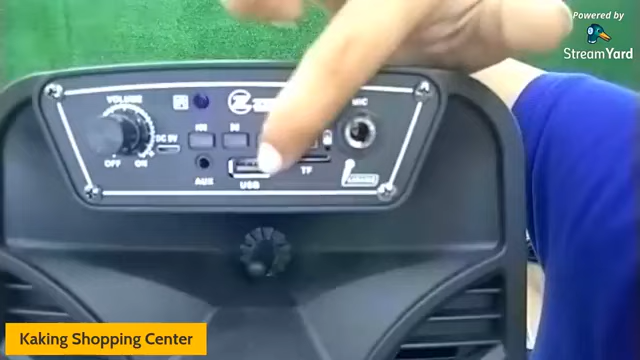 Powered by
StreamYard
VOLUME
MIC
DC 5V
OFF
ON
AUX
USB
TF
Kaking Shopping Center